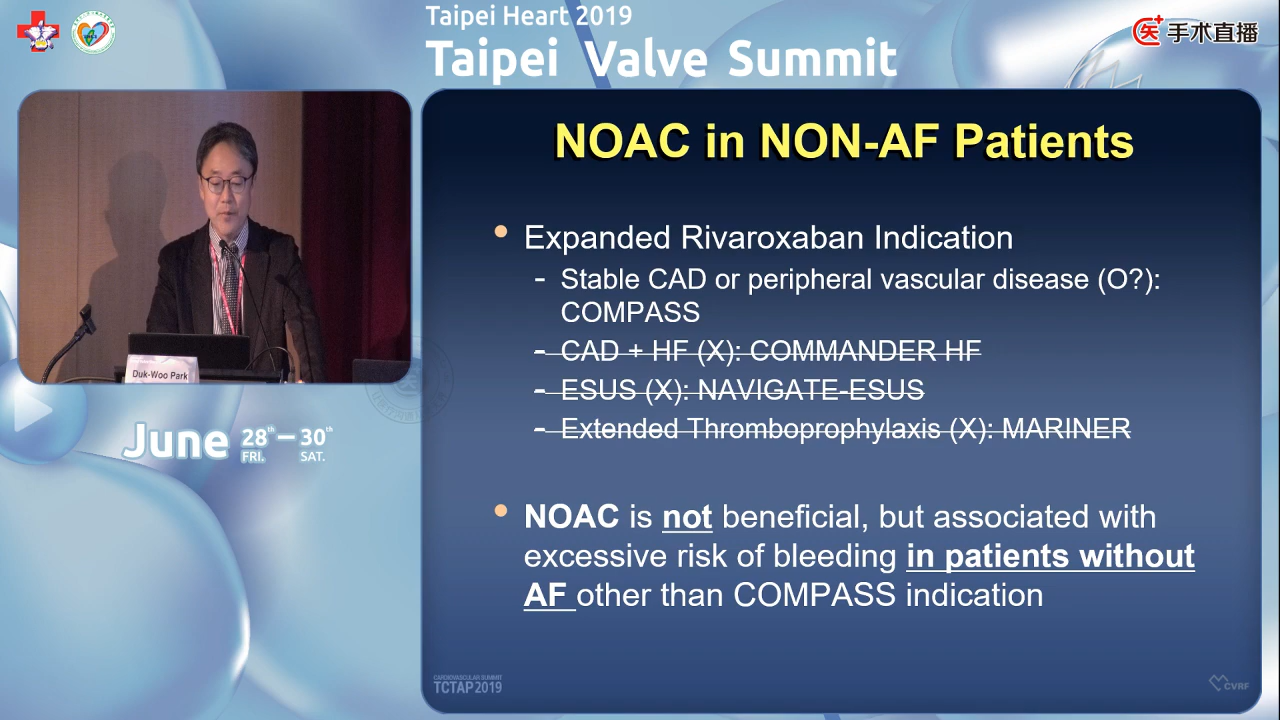 Taipei Heart 2019
Taipei Valve Summit
手术直播
Duk-Woo Park
June 28th–30th
FRI. SAT.
NOAC in NON-AF Patients
• Expanded Rivaroxaban Indication
- Stable CAD or peripheral vascular disease (O?):
COMPASS
- CAD + HF (X): COMMANDER HF
- ESUS (X): NAVIGATE-ESUS
- Extended Thromboprophylaxis (X): MARINER
• NOAC is not beneficial, but associated with
excessive risk of bleeding in patients without
AF other than COMPASS indication
CARDIOVASCULAR SUMMIT
TCTAP2019
CVRF